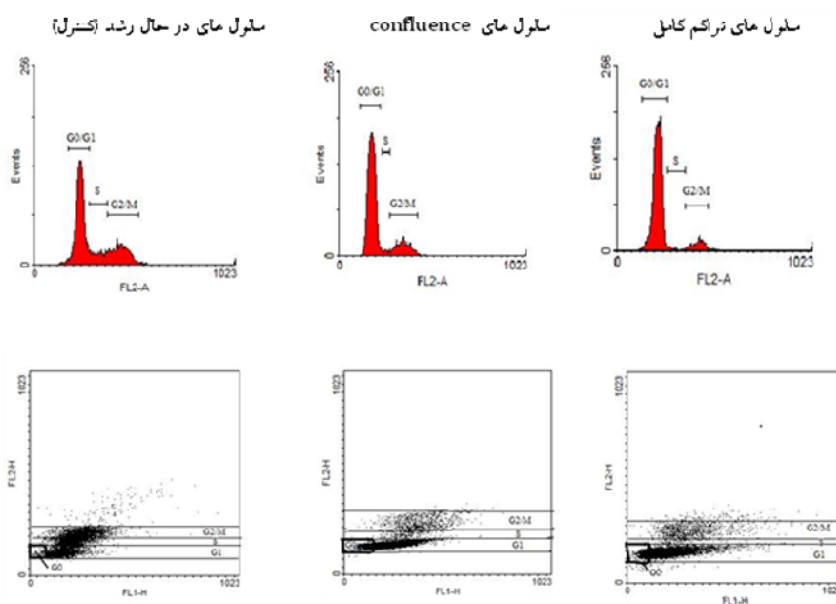 سلول های در حال رشد (کنترل)
سلول های confluence
سلول های تراکم کامل
256
Events
G0/G1
S
G2/M
0
1023
FL2-A
256
Events
G0/G1
S
G2/M
0
1023
FL2-A
256
Events
G0/G1
S
G2/M
0
1023
FL2-A
1023
FL2-H
0
G2/M
S
G1
G0
0
1023
FL1-H
1023
FL2-H
0
G2/M
S
G1
0
1023
FL1-H
1023
FL2-H
0
G2/M
S
G1
G0
0
1023
FL1-H